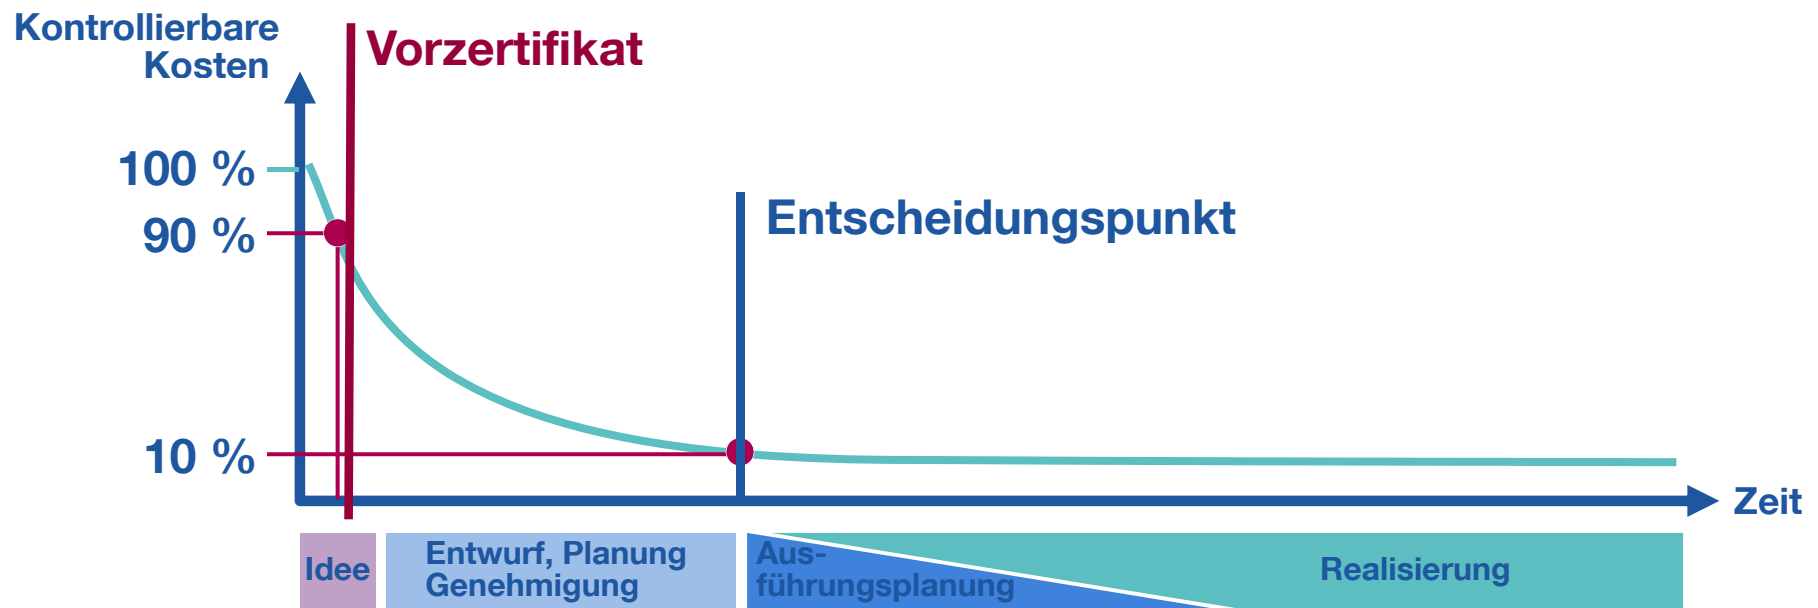 Kontrollierbare
Kosten
Vorzertifikat
100 %
90 %
Entscheidungspunkt
10 %
Zeit
Idee
Entwurf, Planung
Genehmigung
Aus-
führungsplanung
Realisierung